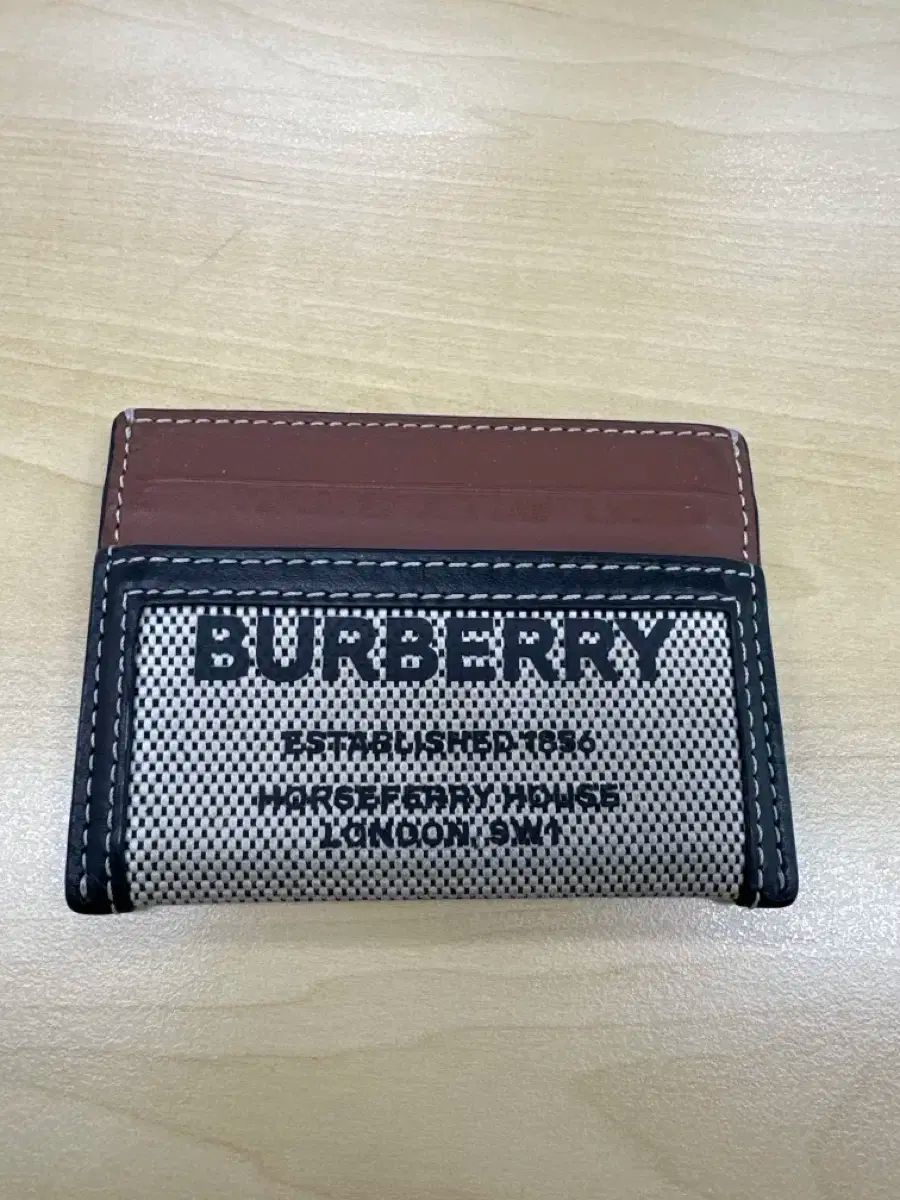 BURBERRY
ESTABLISHED 1856
HORSEFERRY HOUSE
LONDON, SW1